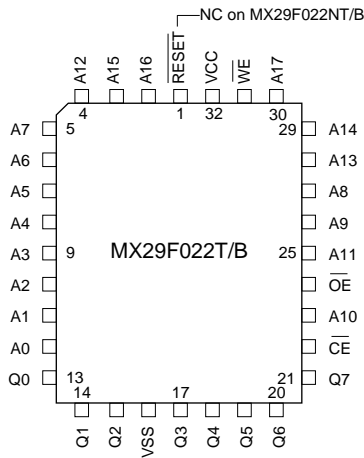 NC on MX29F022NT/B
A12 A15 A16 RESET VCC WE A17
4 1 32 30
A7 5 29 A14
A6 A13
A5 A8
A4 A9
A3 9 MX29F022T/B 25 A11
A2 OE
A1 A10
A0 CE
Q0 13 21 Q7
14 17 20
Q1 Q2 VSS Q3 Q4 Q5 Q6